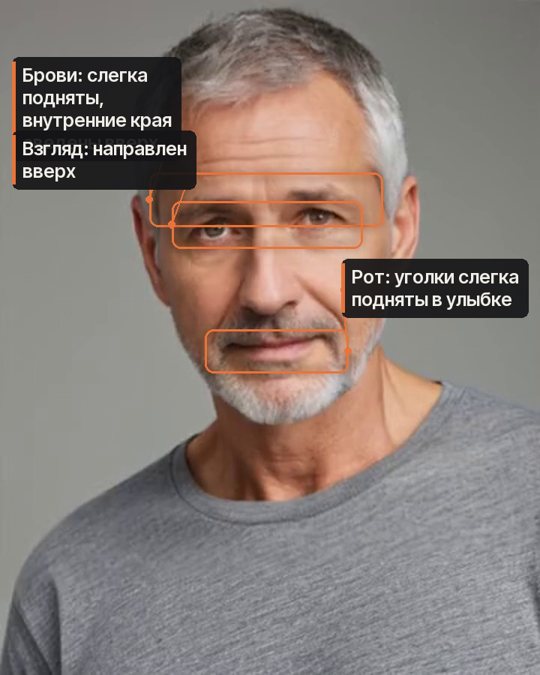 Брови: слегка
подняты,
внутренние края
Взгляд: направлен
вверх
Рот: уголки слегка
подняты в улыбке